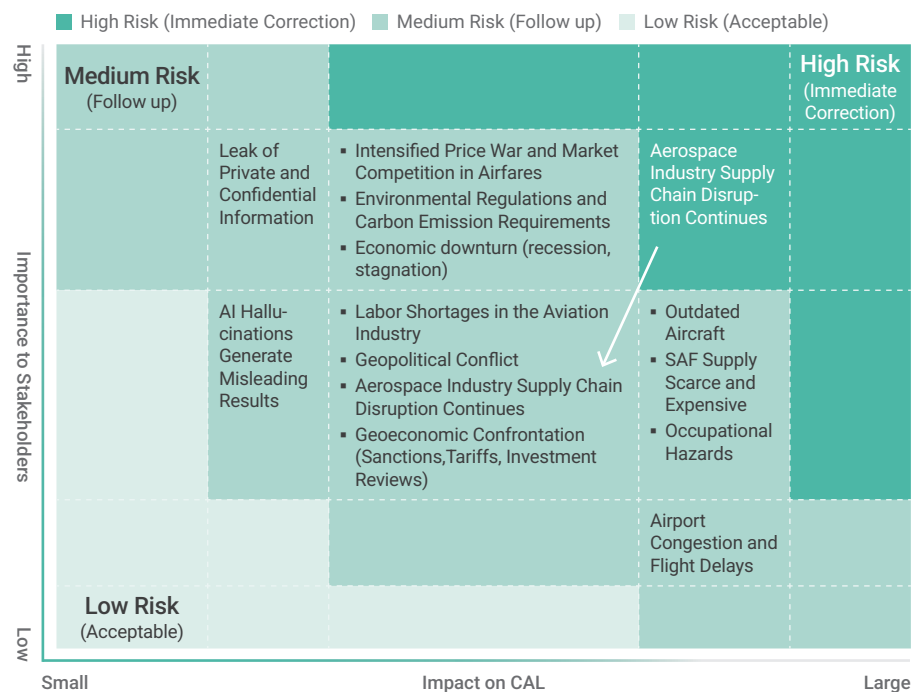 High Risk (Immediate Correction)
Medium Risk (Follow up)
Low Risk (Acceptable)
High
Medium Risk
(Follow up)
High Risk
(Immediate
Correction)
Leak of
Private and
Confidential
Information
▪ Intensified Price War and Market
Competition in Airfares
▪ Environmental Regulations and
Carbon Emission Requirements
▪ Economic downturn (recession,
stagnation)
Aerospace
Industry Supply
Chain Disrup-
tion Continues
Importance to Stakeholders
AI Hallu-
cinations
Generate
Misleading
Results
▪ Labor Shortages in the Aviation
Industry
▪ Geopolitical Conflict
▪ Aerospace Industry Supply Chain
Disruption Continues
▪ Geoeconomic Confrontation
(Sanctions,Tariffs, Investment
Reviews)
▪ Outdated
Aircraft
▪ SAF Supply
Scarce and
Expensive
▪ Occupational
Hazards
Airport
Congestion and
Flight Delays
Low Risk
(Acceptable)
Low
Small
Impact on CAL
Large